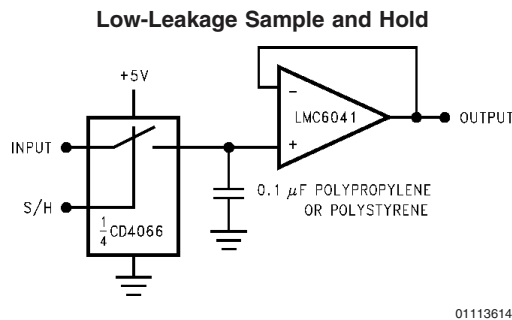 Low-Leakage Sample and Hold
+5V
-
LMC6041
OUTPUT
INPUT
+
S/H
0.1 μF POLYPROPYLENE
OR POLYSTYRENE
1/4 CD4066
01113614